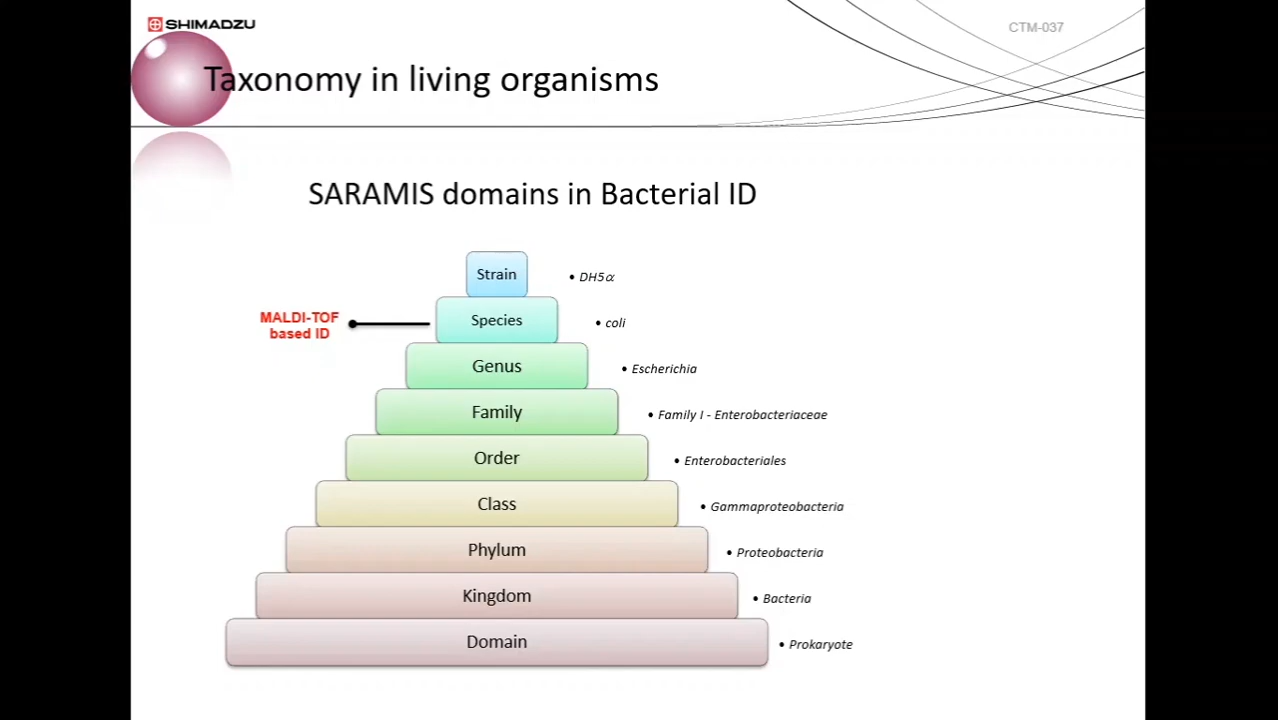 SHIMADZU
CTM-037
Taxonomy in living organisms
SARAMIS domains in Bacterial ID
Strain
• DH5α
MALDI-TOF
based ID
Species
• coli
Genus
• Escherichia
Family
• Family I - Enterobacteriaceae
Order
• Enterobacteriales
Class
• Gammaproteobacteria
Phylum
• Proteobacteria
Kingdom
• Bacteria
Domain
• Prokaryote